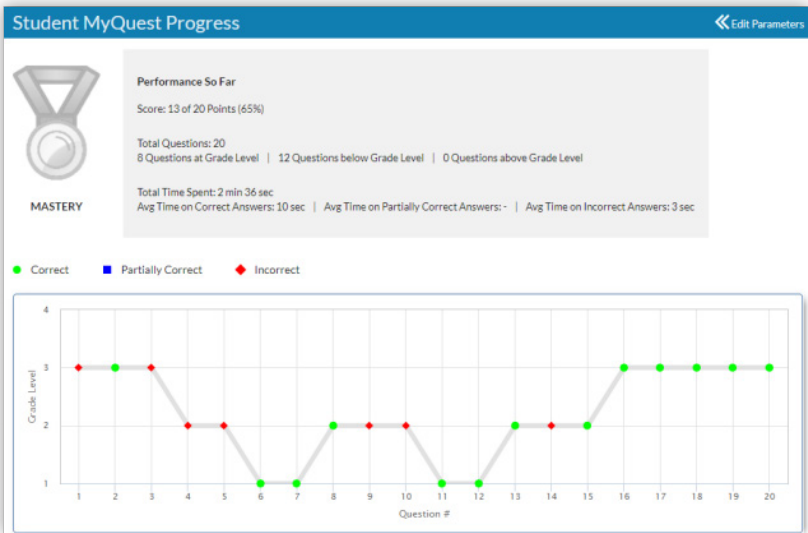 Student MyQuest Progress
Edit Parameters
Performance So Far
Score: 13 of 20 Points (65%)
Total Questions: 20
8 Questions at Grade Level | 12 Questions below Grade Level | 0 Questions above Grade Level
Total Time Spent: 2 min 36 sec
Avg Time on Correct Answers: 10 sec | Avg Time on Partially Correct Answers: - | Avg Time on Incorrect Answers: 3 sec
MASTERY
Correct Partially Correct Incorrect
4
3
2
1
Grade Level
1 2 3 4 5 6 7 8 9 10 11 12 13 14 15 16 17 18 19 20
Question #